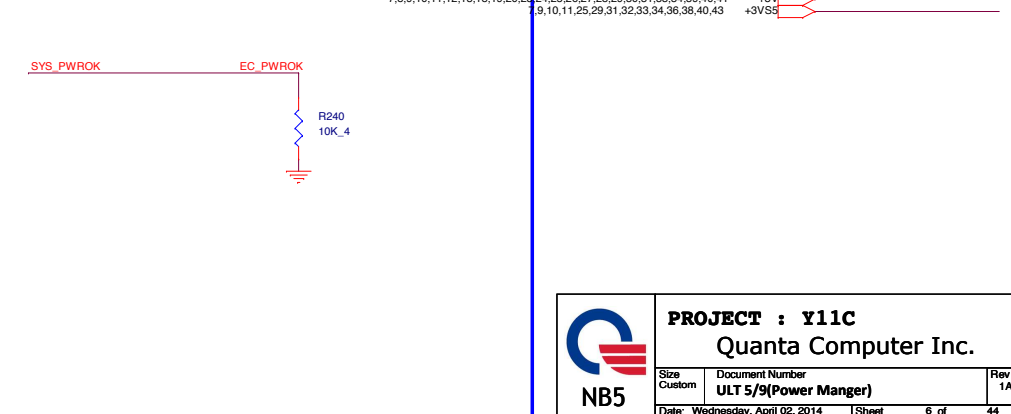 7,9,10,11,25,29,31,32,33,34,36,38,40,43 +3VS5
SYS_PWROK EC_PWROK
R240
10K_4
PROJECT : Y11C
Quanta Computer Inc.
NB5
Size Document Number Rev
Custom ULT 5/9(Power Manger) 1A
Date: Wednesday, April 02, 2014 Sheet 6 of 44